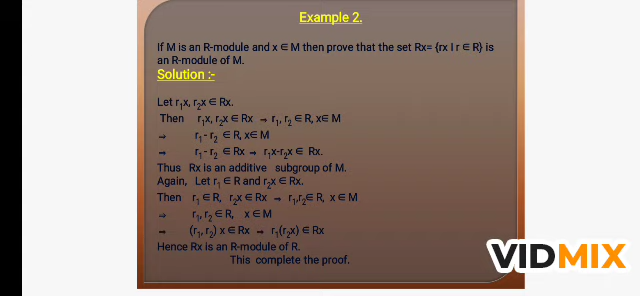 Example 2.
If M is an R-module and x ∈ M then prove that the set Rx= {rx I r ∈ R} is
an R-module of M.
Solution :-
Let r₁x, r₂x ∈ Rx.
Then r₁x, r₂x ∈ Rx → r₁, r₂ ∈ R, x∈ M
⇒ r₁ - r₂ ∈ R, x∈ M
⇒ r₁ - r₂ ∈ Rx → r₁x-r₂x ∈ Rx.
Thus Rx is an additive subgroup of M.
Again, Let r₁ ∈ R and r₂x ∈ Rx.
Then r₁ ∈ R, r₂x ∈ Rx → r₁,r₂∈ R, x ∈ M
⇒ r₁, r₂ ∈ R, x ∈ M
⇒ (r₁, r₂) x ∈ Rx → r₁(r₂x) ∈ Rx
Hence Rx is an R-module of R.
This complete the proof.
VIDMIX